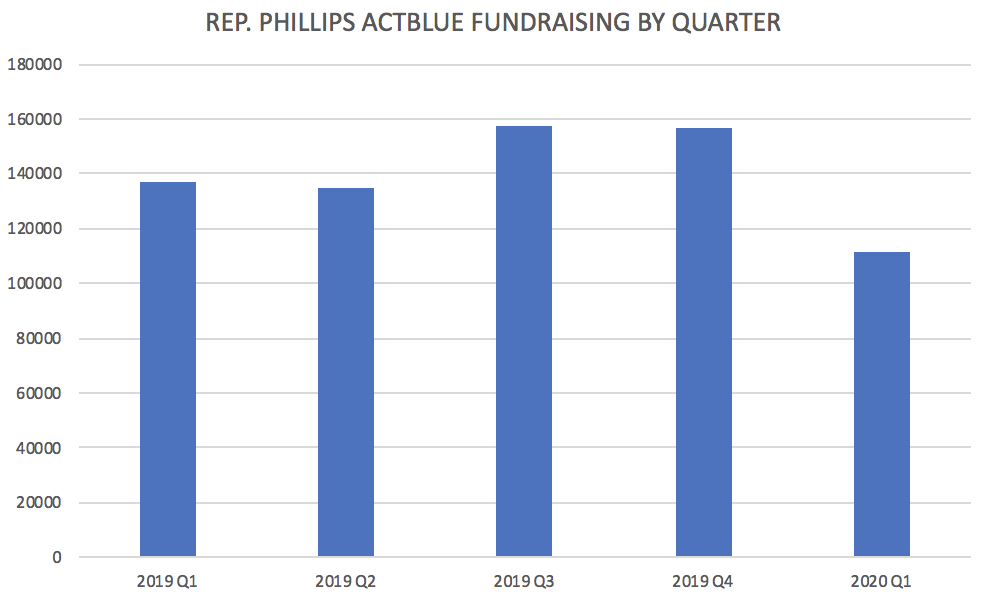 REP. PHILLIPS ACTBLUE FUNDRAISING BY QUARTER
180000
160000
140000
120000
100000
80000
60000
40000
20000
0
2019 Q1
2019 Q2
2019 Q3
2019 Q4
2020 Q1